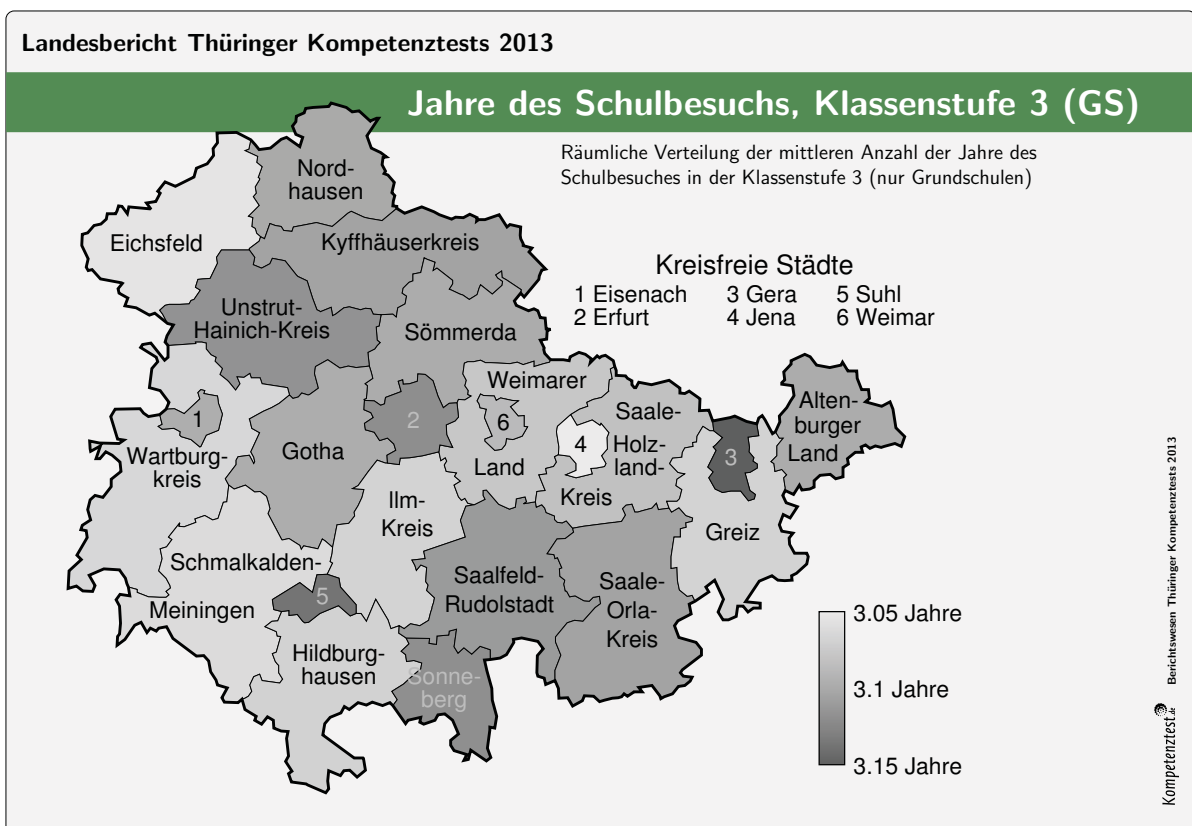 Landesbericht Thüringer Kompetenztests 2013
Jahre des Schulbesuchs, Klassenstufe 3 (GS)
Räumliche Verteilung der mittleren Anzahl der Jahre des
Schulbesuches in der Klassenstufe 3 (nur Grundschulen)
Kreisfreie Städte
1 Eisenach 3 Gera 5 Suhl
2 Erfurt 4 Jena 6 Weimar
Nord-
hausen
Eichsfeld
Kyffhäuserkreis
Unstrut-
Hainich-Kreis
Sömmerda
Weimarer
Land
Saale-
Holz-
land-
Kreis
Alten-
burger
Land
1
2
6
4
3
Wartburg-
kreis
Gotha
Ilm-
Kreis
Greiz
Schmalkalden-
Meiningen
5
Saalfeld-
Rudolstadt
Saale-
Orla-
Kreis
Hildburg-
hausen
Sonne-
berg
3.05 Jahre
3.1 Jahre
3.15 Jahre
Kompetenztest.de Berichtswesen Thüringer Kompetenztests 2013